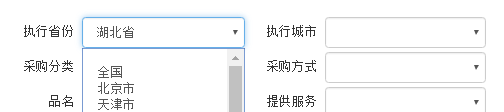 执行省份 湖北省 执行城市
采购分类 采购方式
全国
北京市
品名 天津市 提供服务